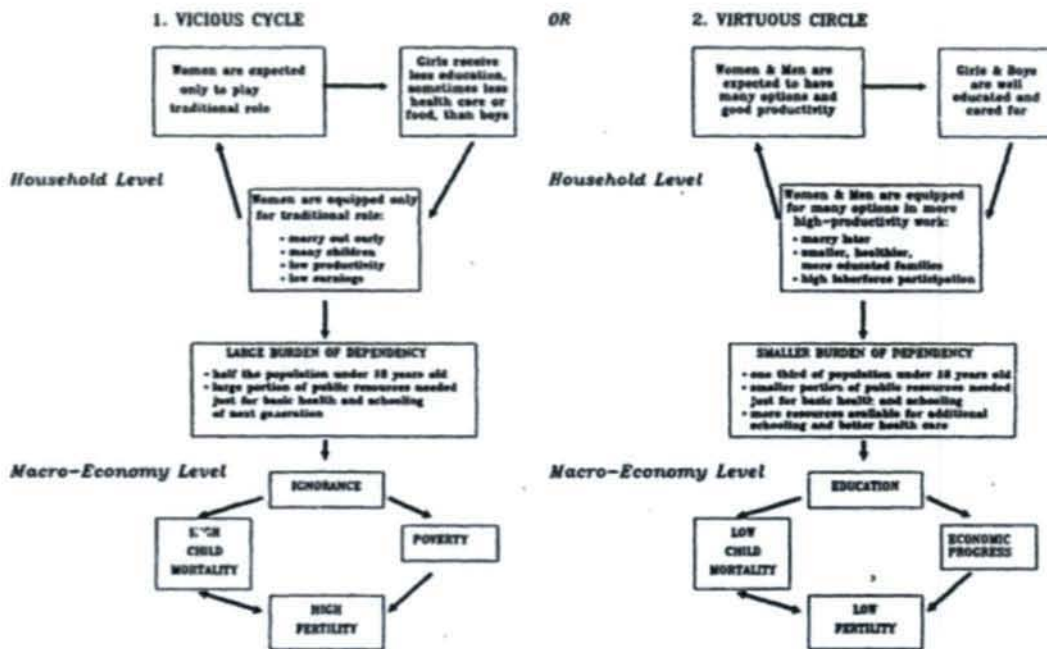 1. VICIOUS CYCLE
OR
2. VIRTUOUS CIRCLE
Women are expected
only to play
traditional role
Girls receive
less education,
sometimes less
health care or
food, than boys
Women & Men are
expected to have
many options and
good productivity
Girls & Boys
are well
educated and
cared for
Household Level
Household Level
Women are equipped only
for traditional role:
• marry out early
• many children
• low productivity
• low earnings
Women & Men are equipped
for many options in more
high-productivity work:
• marry later
• smaller, healthier,
more educated families
• high laborforce participation
LARGE BURDEN OF DEPENDENCY
• half the population under 18 years old
• large portion of public resources needed
just for basic health and schooling
of next generation
SMALLER BURDEN OF DEPENDENCY
• one third of population under 18 years old
• smaller portion of public resources needed
just for basic health and schooling
• more resources available for additional
schooling and better health care
Macro-Economy Level
Macro-Economy Level
IGNORANCE
EDUCATION
HIGH
CHILD
MORTALITY
POVERTY
LOW
CHILD
MORTALITY
ECONOMIC
PROGRESS
HIGH
FERTILITY
LOW
FERTILITY